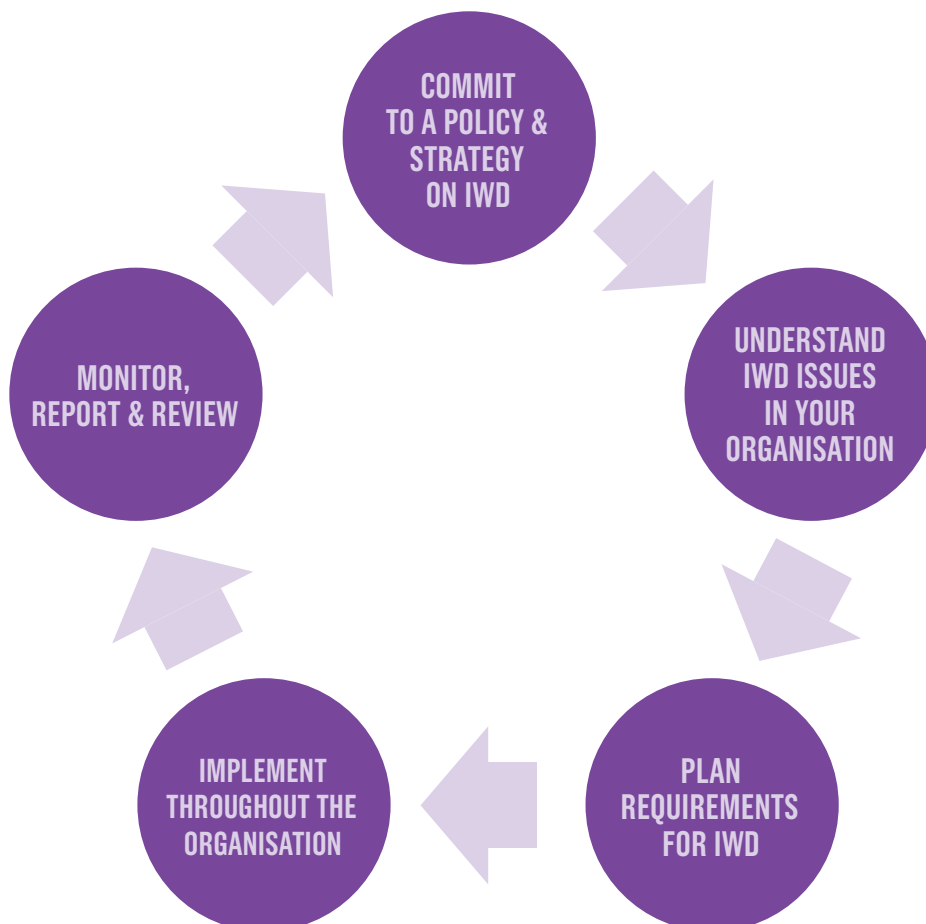 COMMIT
TO A POLICY &
STRATEGY
ON IWD
UNDERSTAND
IWD ISSUES
IN YOUR
ORGANISATION
PLAN
REQUIREMENTS
FOR IWD
IMPLEMENT
THROUGHOUT THE
ORGANISATION
MONITOR,
REPORT & REVIEW